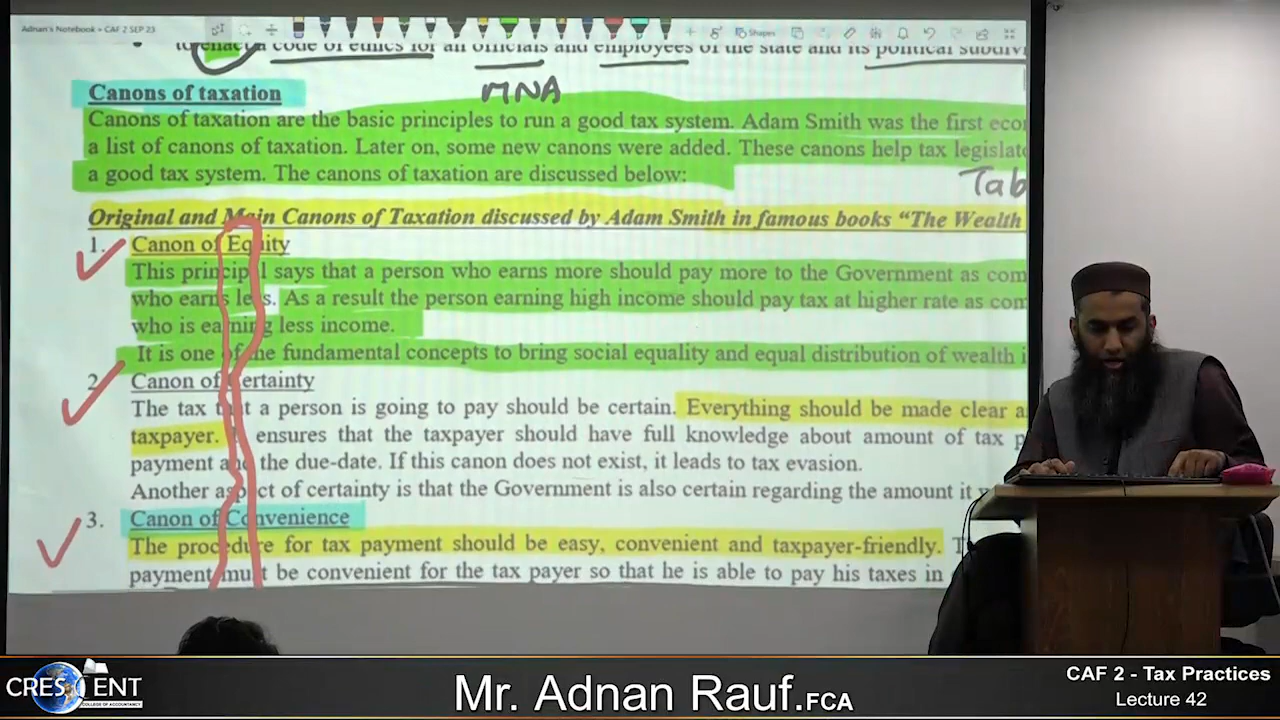 Adnan's Notebook » CAF 2 SEP 23
Shapes
to enact a code of ethics for all officials and employees of the state and its political subdivi
MNA
Canons of taxation
Canons of taxation are the basic principles to run a good tax system. Adam Smith was the first eco
a list of canons of taxation. Later on, some new canons were added. These canons help tax legislato
a good tax system. The canons of taxation are discussed below:
Tab
Original and Main Canons of Taxation discussed by Adam Smith in famous books “The Wealth
1. Canon of Equity
This principal says that a person who earns more should pay more to the Government as com
who earns less. As a result the person earning high income should pay tax at higher rate as com
who is earning less income.
It is one of the fundamental concepts to bring social equality and equal distribution of wealth i
2 Canon of Certainty
The tax that a person is going to pay should be certain. Everything should be made clear a
taxpayer. ensures that the taxpayer should have full knowledge about amount of tax p
payment and the due-date. If this canon does not exist, it leads to tax evasion.
Another aspect of certainty is that the Government is also certain regarding the amount it
3. Canon of Convenience
The procedure for tax payment should be easy, convenient and taxpayer-friendly. T
payment must be convenient for the tax payer so that he is able to pay his taxes in
CRESCENT
COLLEGE OF ACCOUNTANCY
Mr. Adnan Rauf.FCA
CAF 2 - Tax Practices
Lecture 42